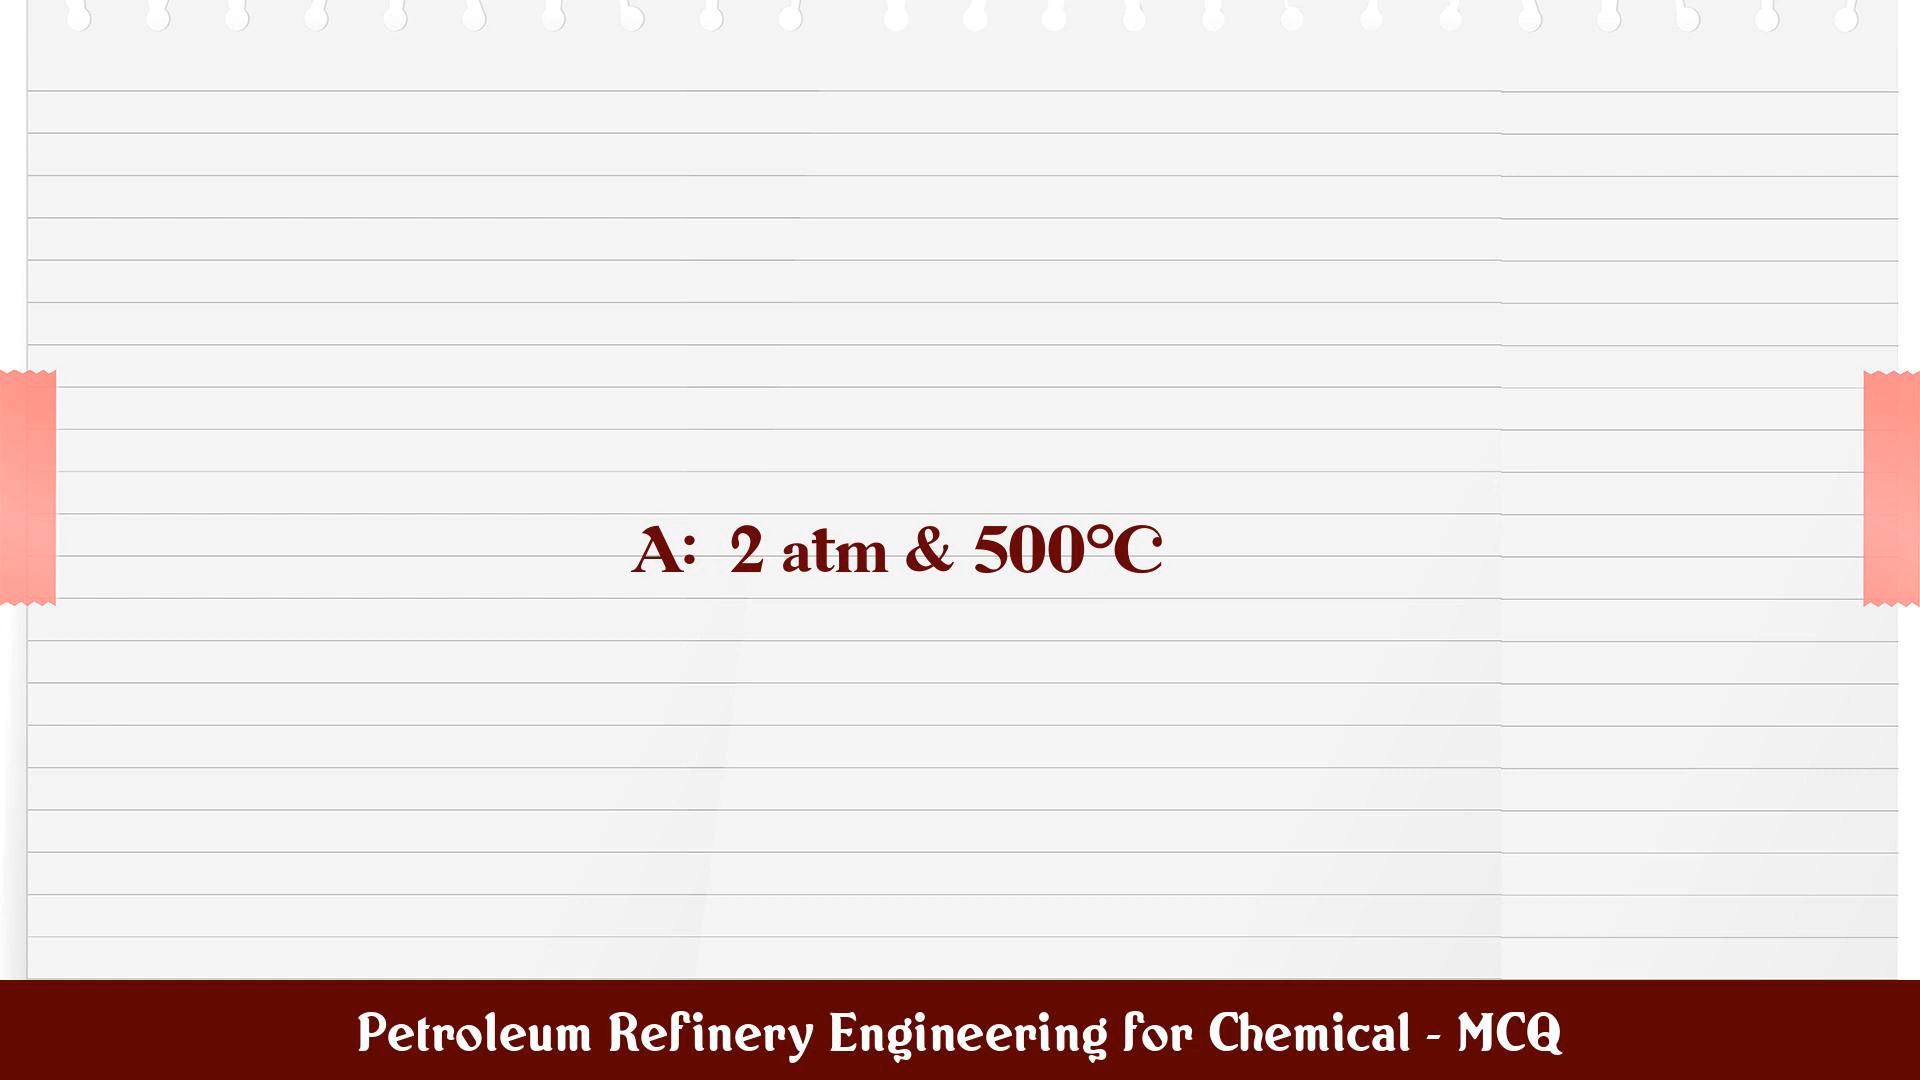 A: 2 atm & 500°C
Petroleum Refinery Engineering for Chemical - MCQ